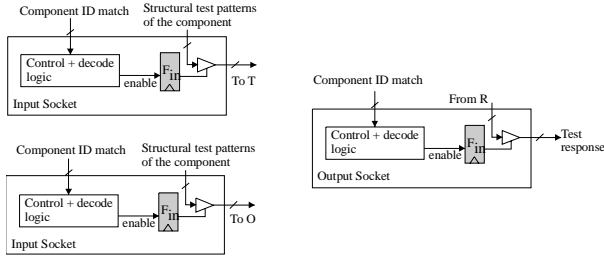 Component ID match
Structural test patterns
of the component
Control + decode
logic
enable
F
in
To T
Input Socket
Component ID match
Structural test patterns
of the component
Control + decode
logic
enable
F
in
To O
Input Socket
Component ID match
From R
Control + decode
logic
enable
F
in
Test
response
Output Socket